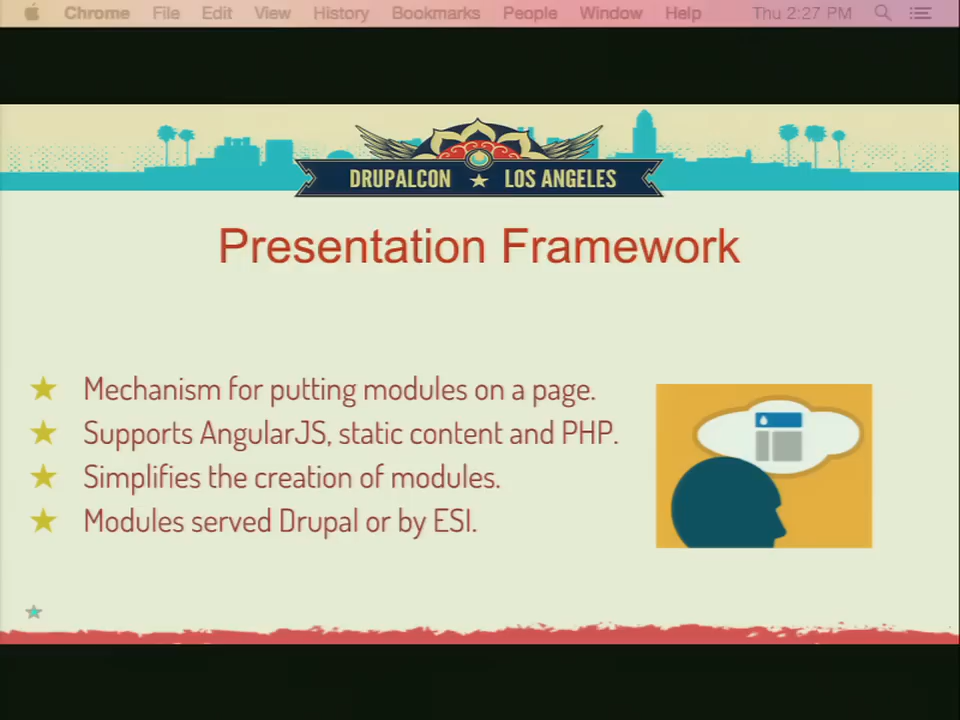 Chrome File Edit View History Bookmarks People Window Help Thu 2:27 PM
DRUPALCON ★ LOS ANGELES
Presentation Framework
★ Mechanism for putting modules on a page.
★ Supports AngularJS, static content and PHP.
★ Simplifies the creation of modules.
★ Modules served Drupal or by ESI.